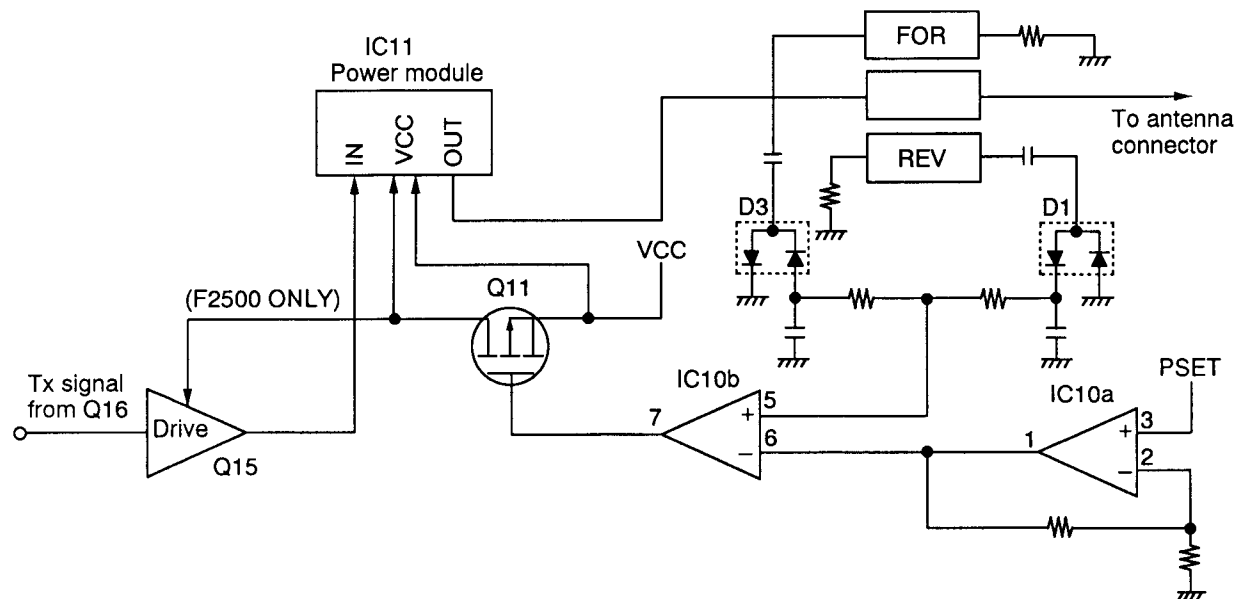 IC11
Power module
IN
VCC
OUT
FOR
To antenna
connector
REV
D3
D1
VCC
(F2500 ONLY)
Q11
Tx signal
from Q16
Drive
Q15
IC10b
7
5
+
6
−
IC10a
PSET
1
3
+
2
−